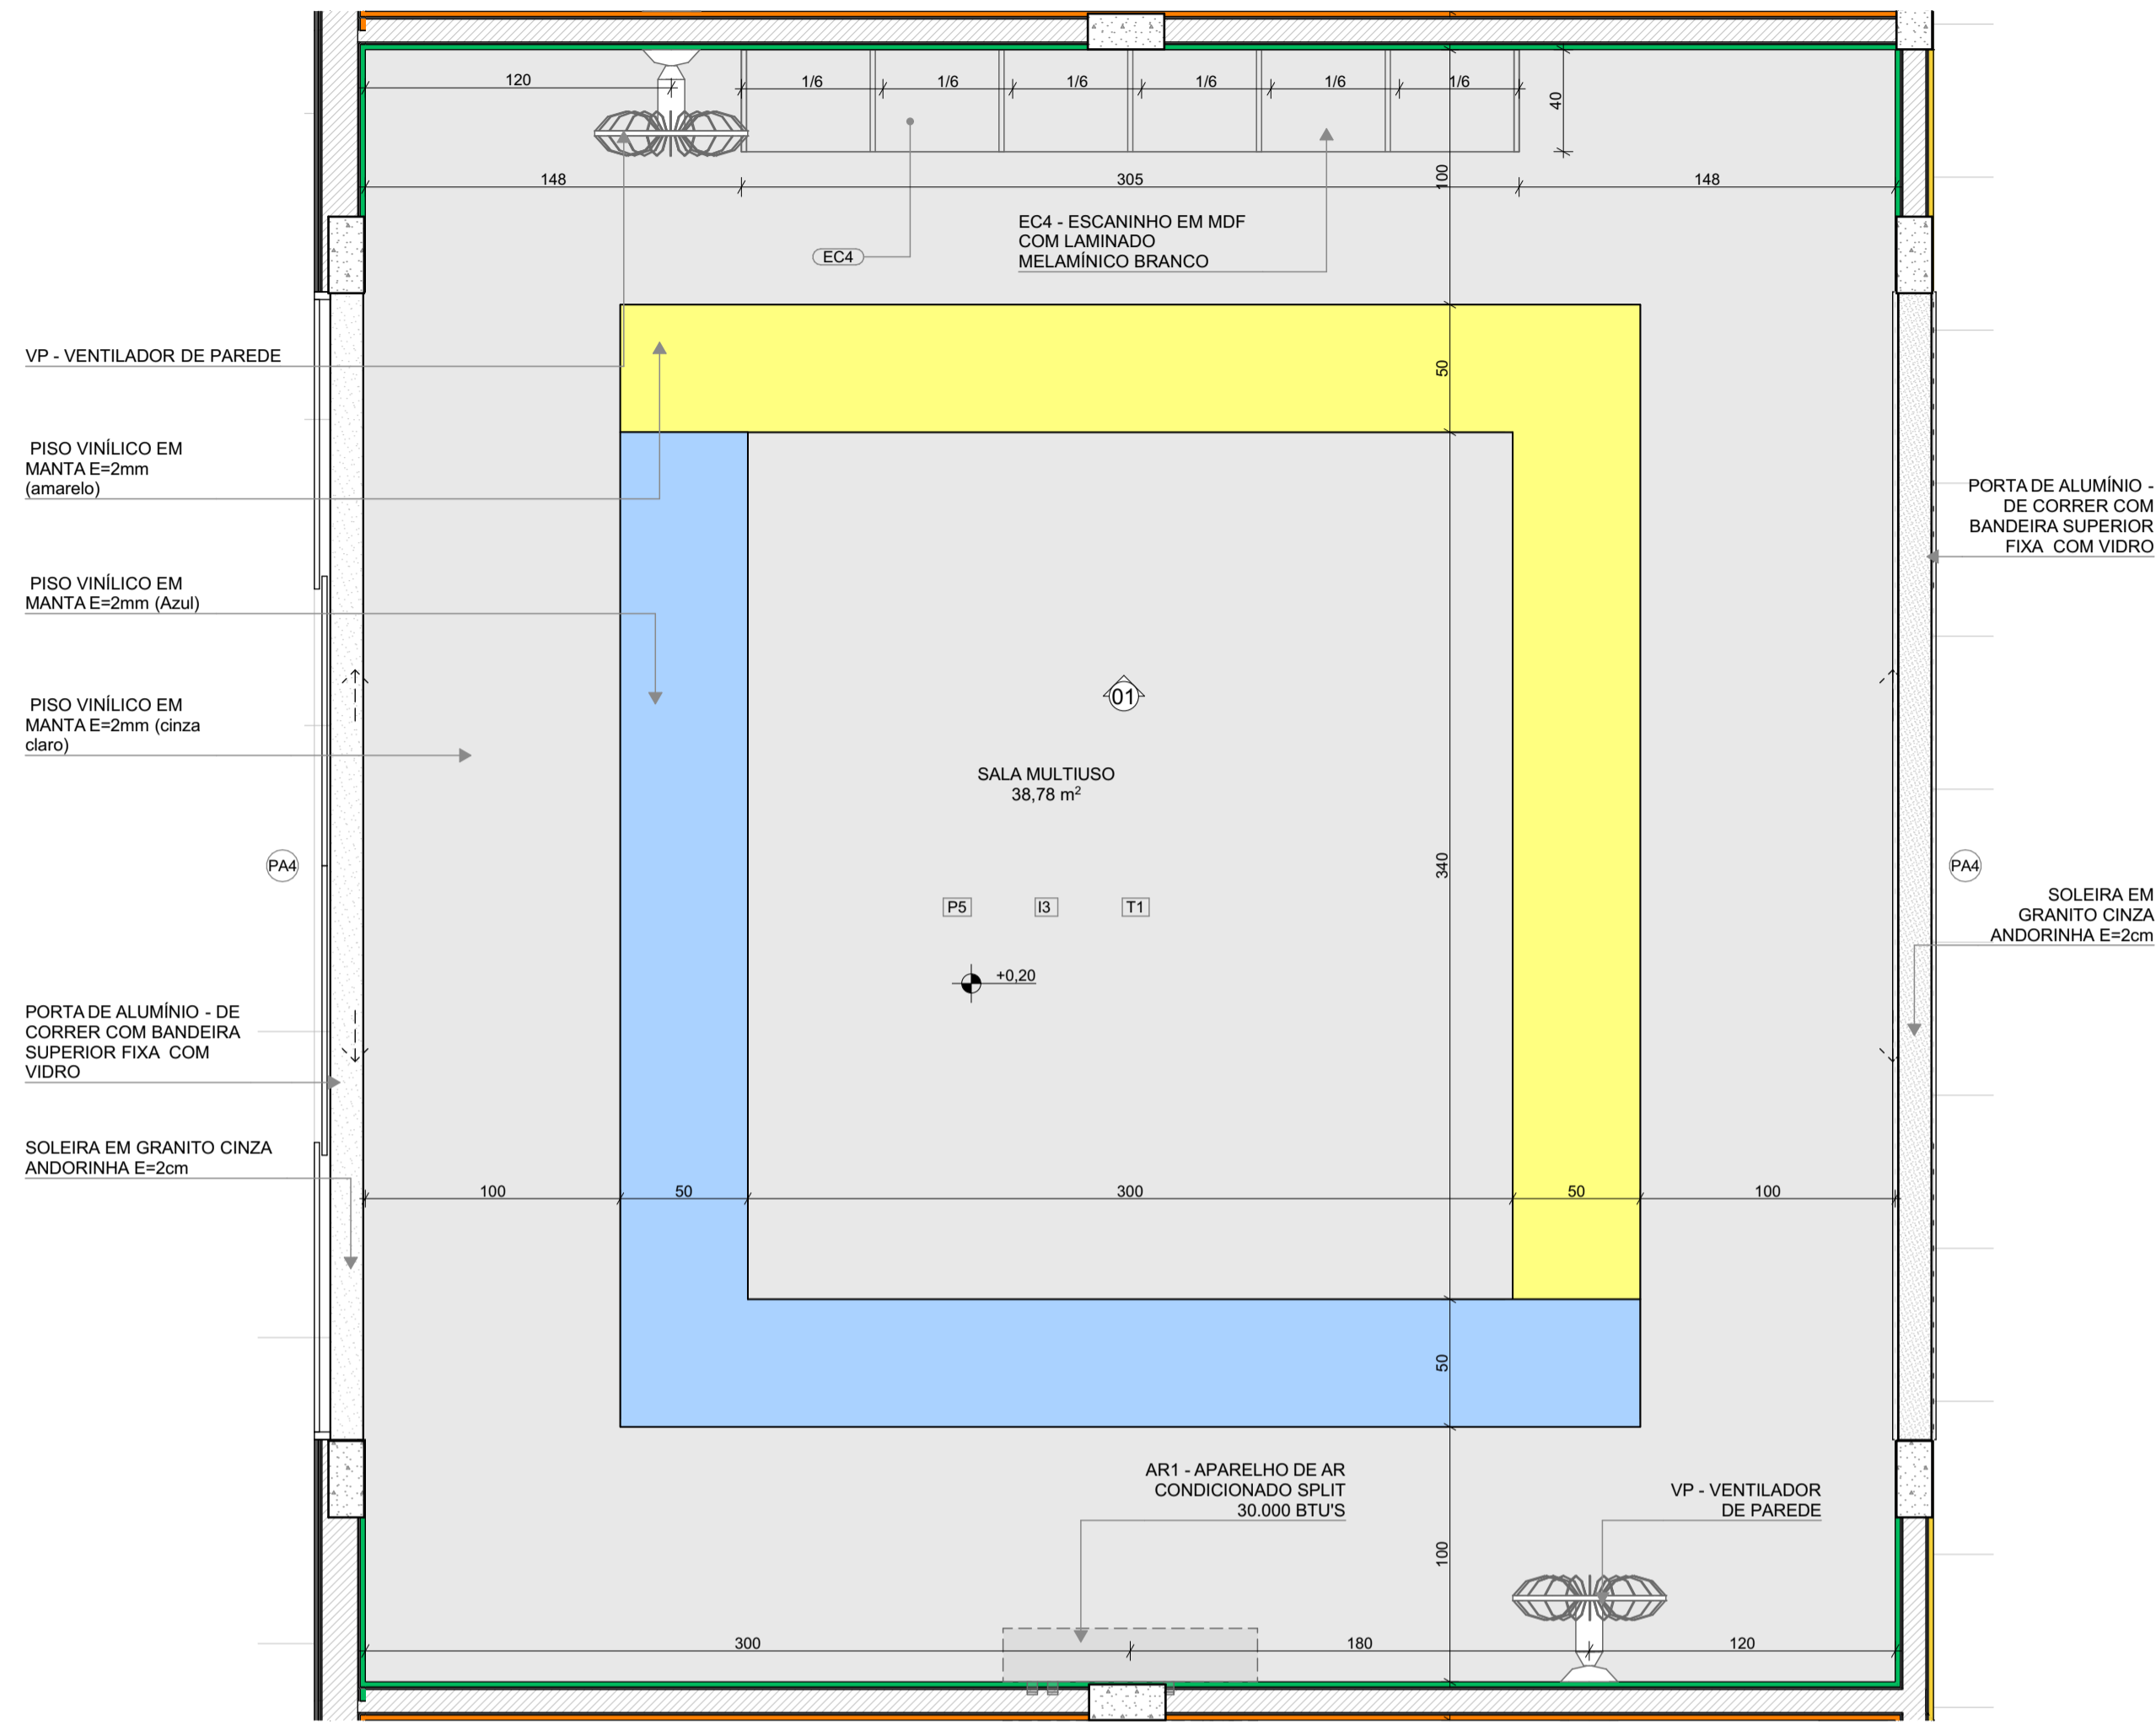 120
1/6
1/6
1/6
1/6
1/6
1/6
40
148
305
100
148
EC4 - ESCANINHO EM MDF
COM LAMINADO
MELAMÍNICO BRANCO
EC4
VP - VENTILADOR DE PAREDE
50
PISO VINÍLICO EM
MANTA E=2mm
(amarelo)
PORTA DE ALUMÍNIO -
DE CORRER COM
BANDEIRA SUPERIOR
FIXA COM VIDRO
PISO VINÍLICO EM
MANTA E=2mm (Azul)
PISO VINÍLICO EM
MANTA E=2mm (cinza
claro)
01
SALA MULTIUSO
38,78 m²
PA4
340
PA4
P5
I3
T1
SOLEIRA EM
GRANITO CINZA
ANDORINHA E=2cm
+0,20
PORTA DE ALUMÍNIO - DE
CORRER COM BANDEIRA
SUPERIOR FIXA COM
VIDRO
SOLEIRA EM GRANITO CINZA
ANDORINHA E=2cm
100
50
300
50
100
50
AR1 - APARELHO DE AR
CONDICIONADO SPLIT
30.000 BTU'S
VP - VENTILADOR
DE PAREDE
100
300
180
120